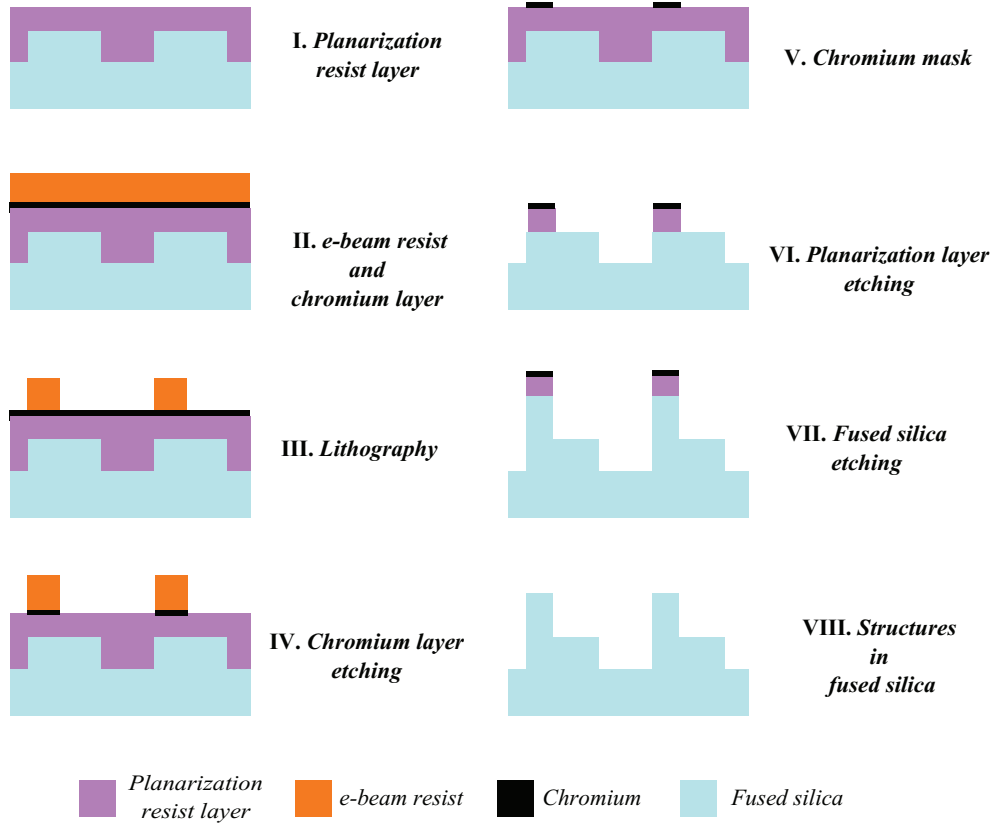 I. Planarization
resist layer
II. e-beam resist
and
chromium layer
III. Lithography
IV. Chromium layer
etching
V. Chromium mask
VI. Planarization layer
etching
VII. Fused silica
etching
VIII. Structures
in
fused silica
Planarization
resist layer
e-beam resist
Chromium
Fused silica